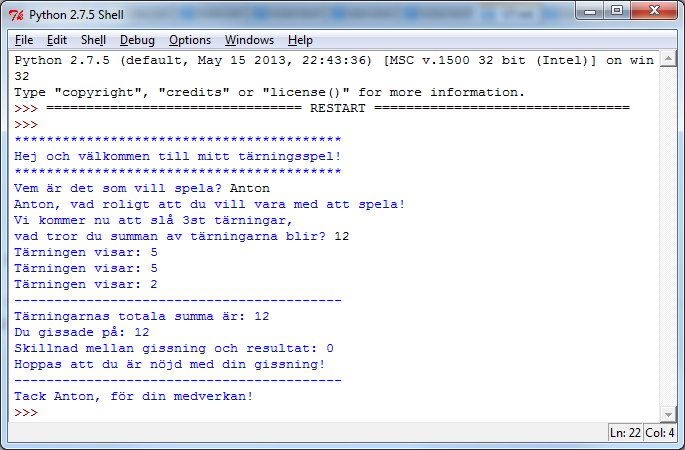 Python 2.7.5 Shell
File Edit Shell Debug Options Windows Help
Python 2.7.5 (default, May 15 2013, 22:43:36) [MSC v.1500 32 bit (Intel)] on win
32
Type "copyright", "credits" or "license()" for more information.
>>> ================================ RESTART ================================
>>>
*****************************************
Hej och välkommen till mitt tärningsspel!
*****************************************
Vem är det som vill spela? Anton
Anton, vad roligt att du vill vara med att spela!
Vi kommer nu att slå 3st tärningar,
vad tror du summan av tärningarna blir? 12
Tärningen visar: 5
Tärningen visar: 5
Tärningen visar: 2
-----------------------------------------
Tärningarnas totala summa är: 12
Du gissade på: 12
Skillnad mellan gissning och resultat: 0
Hoppas att du är nöjd med din gissning!
-----------------------------------------
Tack Anton, för din medverkan!
>>>
Ln: 22 Col: 4